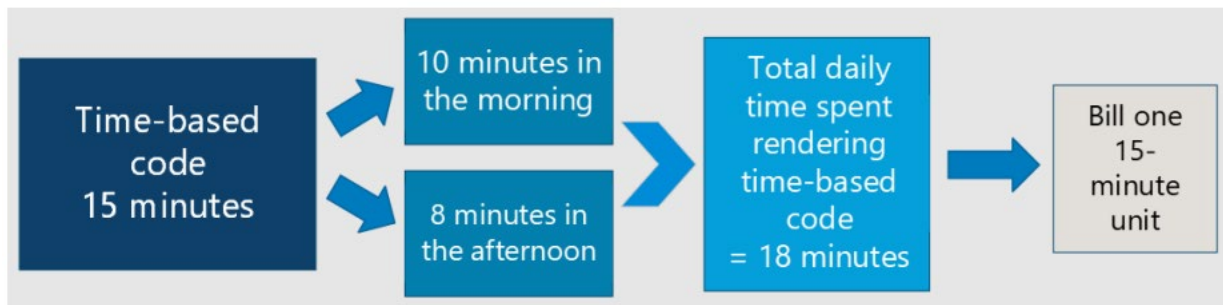 Time-based
code
15 minutes
10 minutes in
the morning
8 minutes in
the afternoon
Total daily
time spent
rendering
time-based
code
= 18 minutes
Bill one
15-
minute
unit